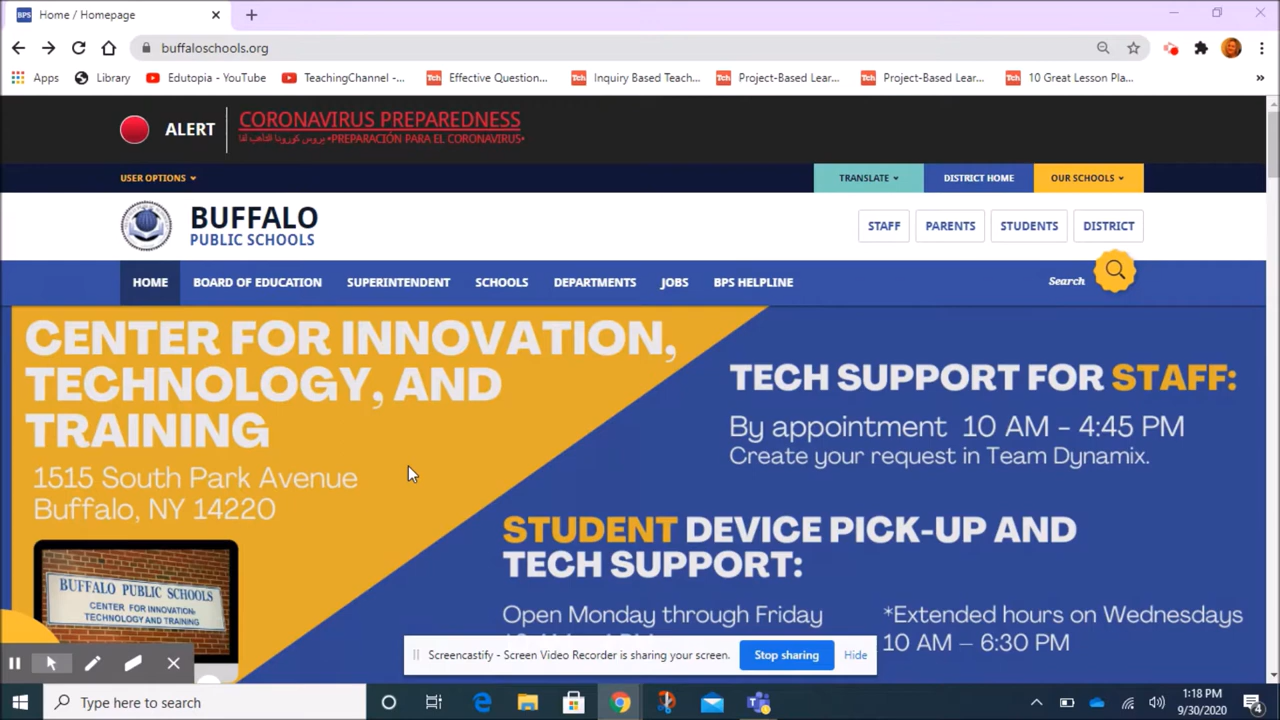 BPS Home / Homepage
buffaloschools.org
Apps Library Edutopia - YouTube TeachingChannel -... Tch Effective Question... Tch Inquiry Based Teach... Tch Project-Based Lear... Tch Project-Based Lear... Tch 10 Great Lesson Pla... »
ALERT CORONAVIRUS PREPAREDNESS
•PREPARACIÓN PARA EL CORONAVIRUS•
USER OPTIONS TRANSLATE DISTRICT HOME OUR SCHOOLS
BUFFALO
PUBLIC SCHOOLS
STAFF PARENTS STUDENTS DISTRICT
HOME BOARD OF EDUCATION SUPERINTENDENT SCHOOLS DEPARTMENTS JOBS BPS HELPLINE Search
CENTER FOR INNOVATION,
TECHNOLOGY, AND
TRAINING
1515 South Park Avenue
Buffalo, NY 14220
BUFFALO PUBLIC SCHOOLS
CENTER FOR INNOVATION-
TECHNOLOGY AND TRAINING
TECH SUPPORT FOR STAFF:
By appointment 10 AM - 4:45 PM
Create your request in Team Dynamix.
STUDENT DEVICE PICK-UP AND
TECH SUPPORT:
Open Monday through Friday
*Extended hours on Wednesdays
10 AM – 6:30 PM
Screencastify - Screen Video Recorder is sharing your screen. Stop sharing Hide
Type here to search
1:18 PM
9/30/2020
4